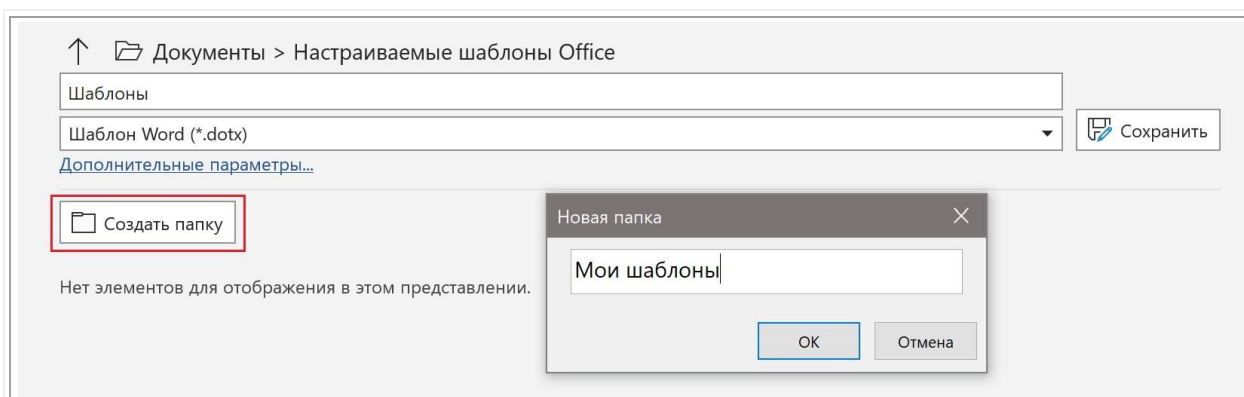 Документы > Настраиваемые шаблоны Office
Шаблоны
Шаблон Word (*.dotx)
Сохранить
Дополнительные параметры...
Создать папку
Новая папка
Мои шаблоны
Нет элементов для отображения в этом представлении.
ОК
Отмена